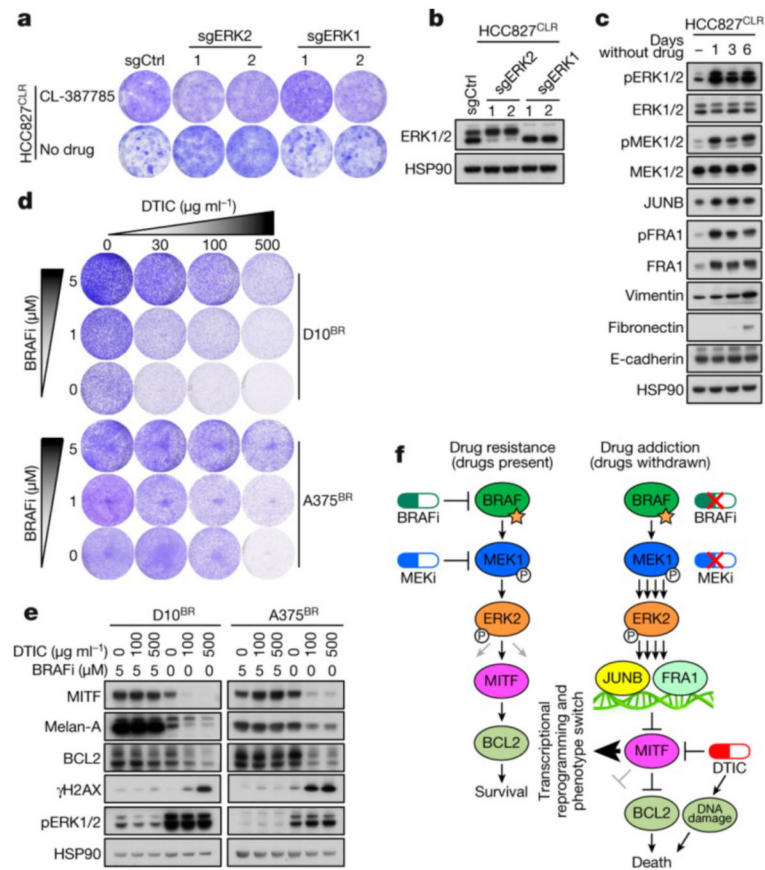 a
sgERK2 sgERK1
sgCtrl 1 2 1 2
HCC827CLR
CL-387785
No drug
b
HCC827CLR
sgCtrl sgERK2 sgERK1
1 2 1 2
ERK1/2
HSP90
c
HCC827CLR
Days
without drug – 1 3 6
pERK1/2
ERK1/2
pMEK1/2
MEK1/2
JUNB
pFRA1
FRA1
Vimentin
Fibronectin
E-cadherin
HSP90
d
DTIC (µg ml–1)
0 30 100 500
BRAFi (µM)
5
1
0
D10BR
BRAFi (µM)
5
1
0
A375BR
e
D10BR A375BR
DTIC (µg ml–1) 0 100 500 0 100 500 0 100 500 0 100 500
BRAFi (µM) 5 5 5 0 0 0 5 5 5 0 0 0
MITF
Melan-A
BCL2
γH2AX
pERK1/2
HSP90
f
Drug resistance
(drugs present)
BRAF
BRAFi
MEK1
P
MEKi
ERK2
P
MITF
BCL2
Survival
Drug addiction
(drugs withdrawn)
BRAF
BRAFi
MEK1
P
MEKi
ERK2
P
JUNB FRA1
Transcriptional
reprogramming and
phenotype switch
MITF
DTIC
BCL2
DNA
damage
Death